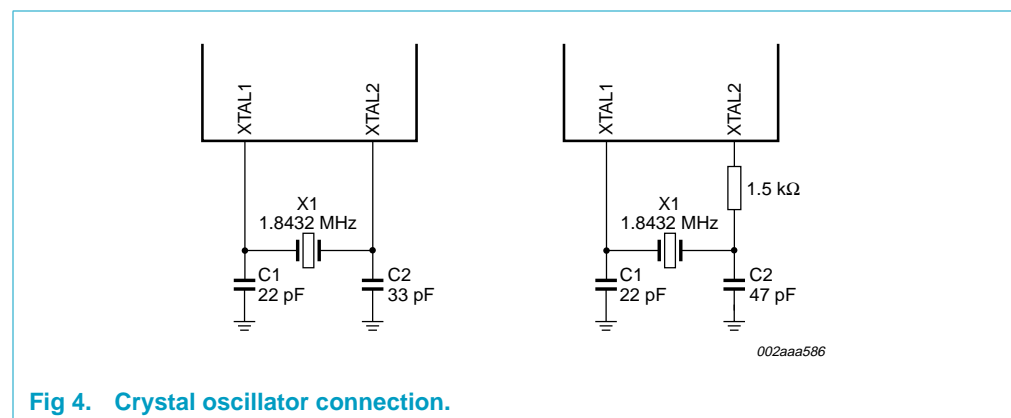 XTAL1
XTAL2
X1
1.8432 MHz
C1
22 pF
C2
33 pF
XTAL1
XTAL2
1.5 kΩ
X1
1.8432 MHz
C1
22 pF
C2
47 pF
002aaa586
Fig 4. Crystal oscillator connection.